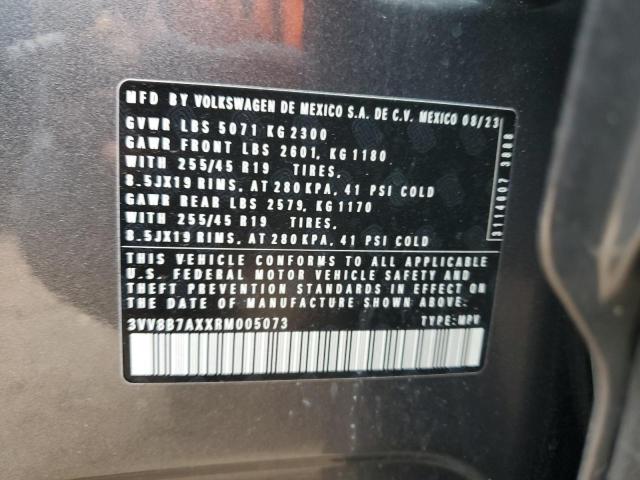 MFD BY VOLKSWAGEN DE MEXICO S.A. DE C.V. MEXICO 08/23
GVWR LBS 5071 KG 2300
GAWR FRONT LBS 2601, KG 1180
WITH 255/45 R19 TIRES,
8.5JX19 RIMS, AT 280 KPA, 41 PSI COLD
GAWR REAR LBS 2579, KG 1170
WITH 255/45 R19 TIRES,
8.5JX19 RIMS, AT 280 KPA, 41 PSI COLD
THIS VEHICLE CONFORMS TO ALL APPLICABLE
U.S. FEDERAL MOTOR VEHICLE SAFETY AND
THEFT PREVENTION STANDARDS IN EFFECT ON
THE DATE OF MANUFACTURE SHOWN ABOVE.
3VV8B7AXXRM005073 TYPE: MPV
3114607